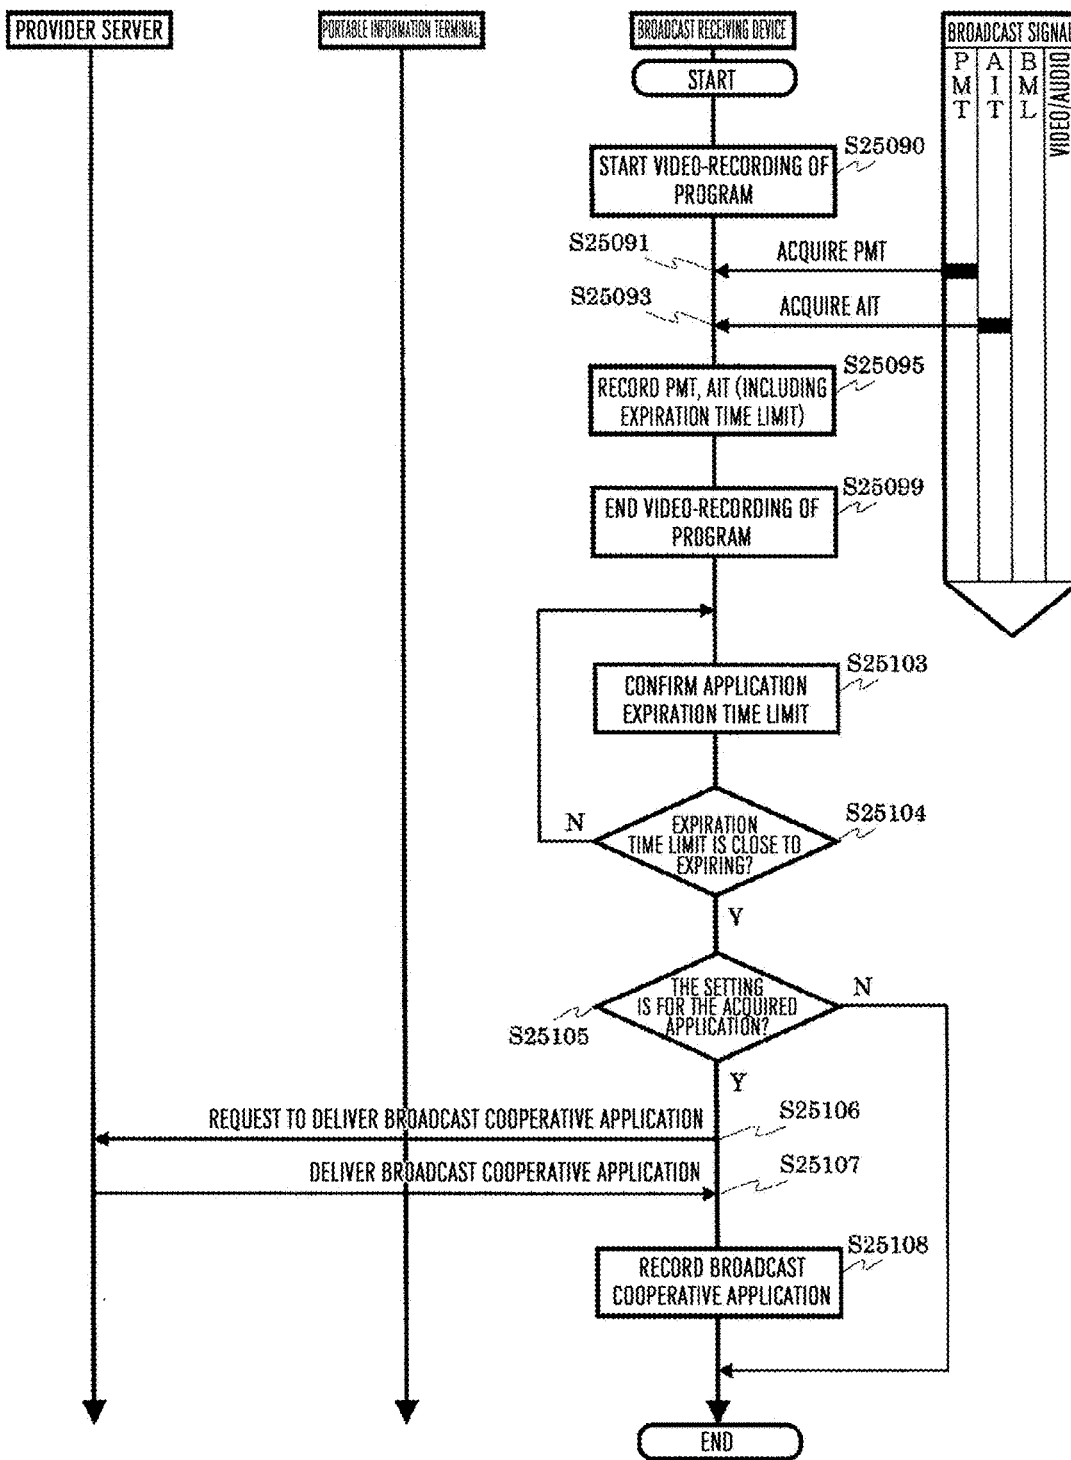 PROVIDER SERVER
PORTABLE INFORMATION TERMINAL
BROADCAST RECEIVING DEVICE
BROADCAST SIGNAL
PMT
AIT
BML
VIDEO/AUDIO
START
S25090
START VIDEO-RECORDING OF
PROGRAM
S25091
ACQUIRE PMT
S25093
ACQUIRE AIT
S25095
RECORD PMT, AIT (INCLUDING
EXPIRATION TIME LIMIT)
S25099
END VIDEO-RECORDING OF
PROGRAM
S25103
CONFIRM APPLICATION
EXPIRATION TIME LIMIT
S25104
N
EXPIRATION
TIME LIMIT IS CLOSE TO
EXPIRING?
Y
THE SETTING
IS FOR THE ACQUIRED
APPLICATION?
N
S25105
Y
REQUEST TO DELIVER BROADCAST COOPERATIVE APPLICATION
S25106
DELIVER BROADCAST COOPERATIVE APPLICATION
S25107
S25108
RECORD BROADCAST
COOPERATIVE APPLICATION
END